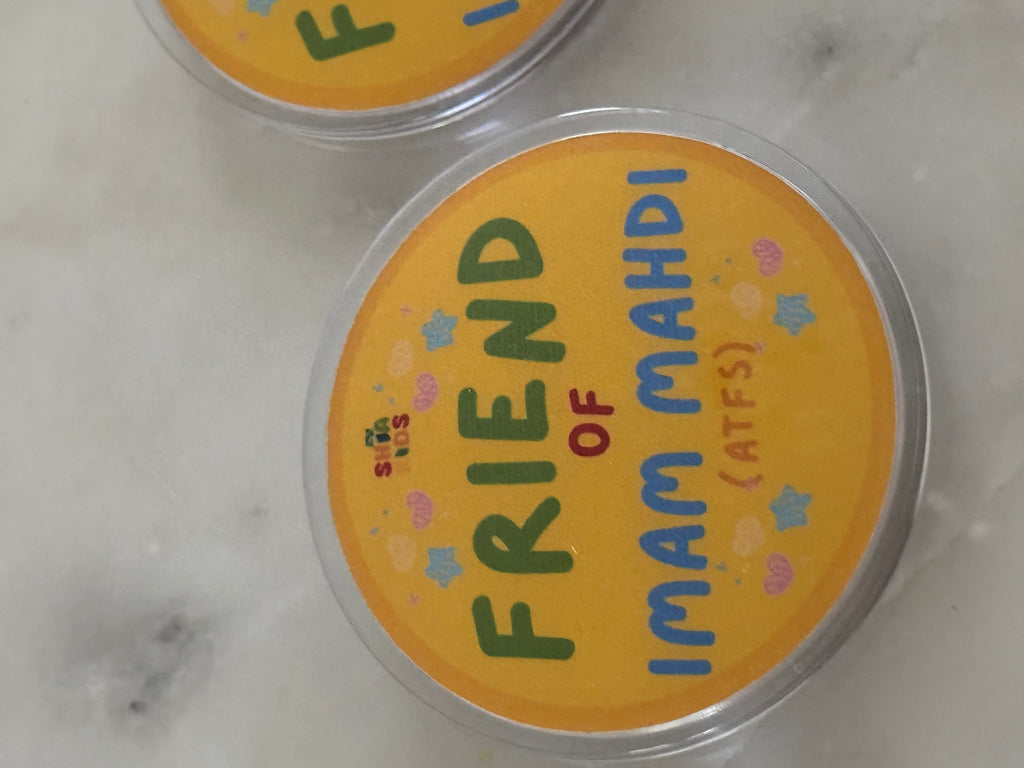 SHIA
KIDS
FRIEND
OF
IMAM MAHDI
(ATFS)
F
I